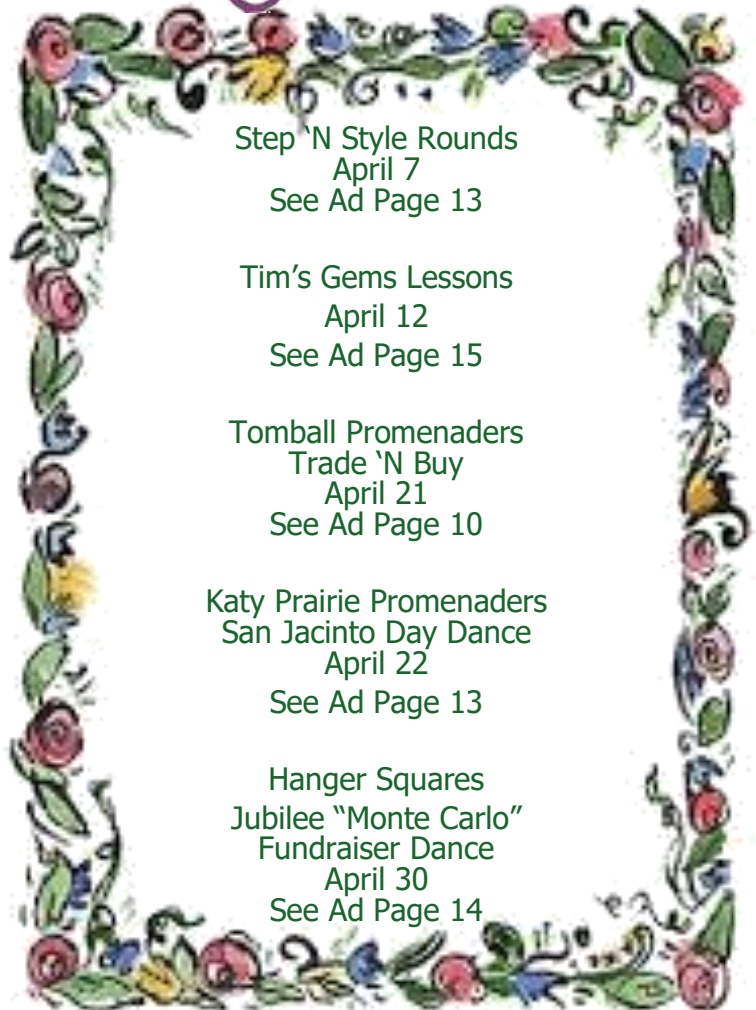 Step ‘N Style Rounds
April 7
See Ad Page 13
Tim’s Gems Lessons
April 12
See Ad Page 15
Tomball Promenaders
Trade ‘N Buy
April 21
See Ad Page 10
Katy Prairie Promenaders
San Jacinto Day Dance
April 22
See Ad Page 13
Hanger Squares
Jubilee “Monte Carlo”
Fundraiser Dance
April 30
See Ad Page 14